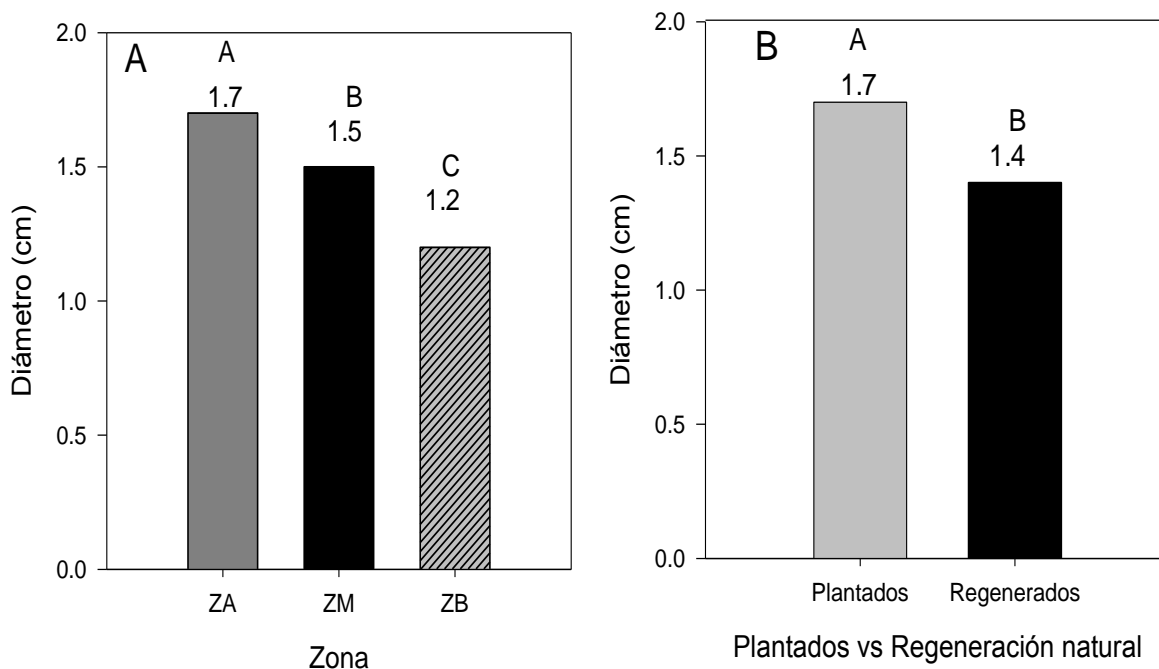 A
Diámetro (cm)
2.0
1.5
1.0
0.5
0.0
A
1.7
B
1.5
C
1.2
ZA ZM ZB
Zona
B
Diámetro (cm)
2.0
1.5
1.0
0.5
0.0
A
1.7
B
1.4
Plantados Regenerados
Plantados vs Regeneración natural